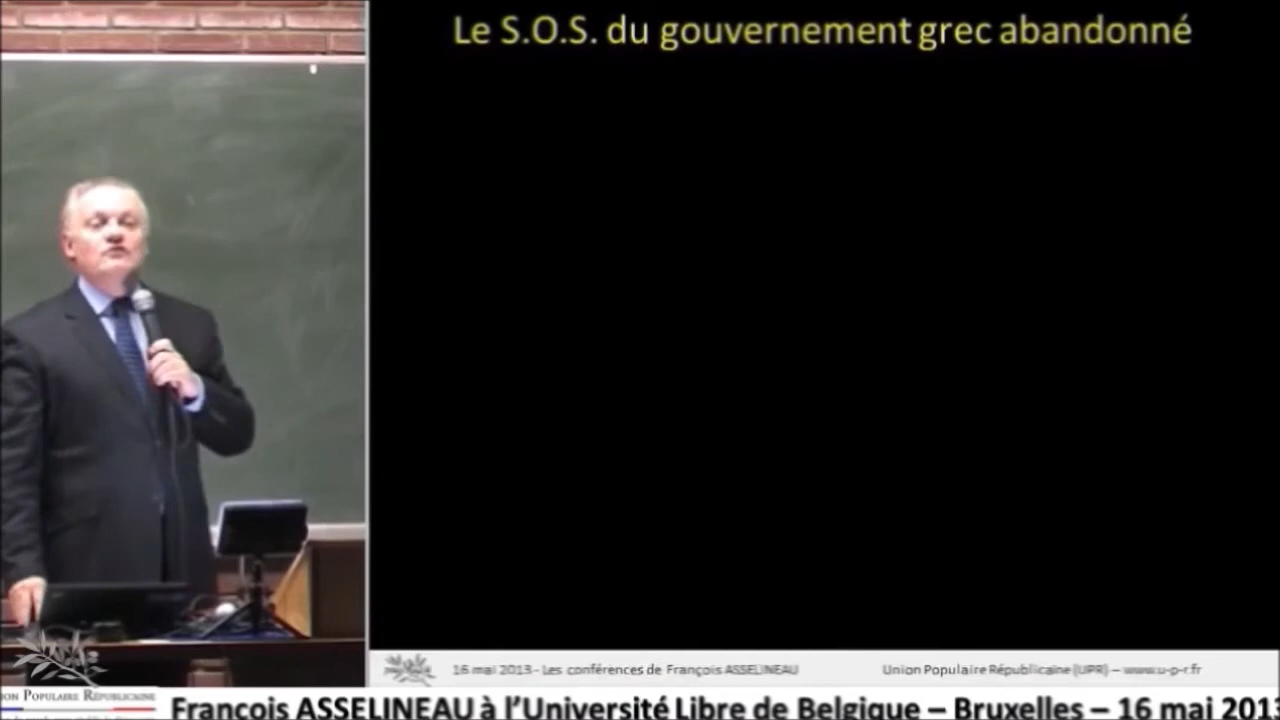 Le S.O.S. du gouvernement grec abandonné
16 mai 2013 - Les conférences de François ASSELINEAU
Union Populaire Républicaine (UPR) – www.u-p-r.fr
ON POPULAIRE RÉPUBLICAINE
François ASSELINEAU à l'Université Libre de Belgique – Bruxelles – 16 mai 2013